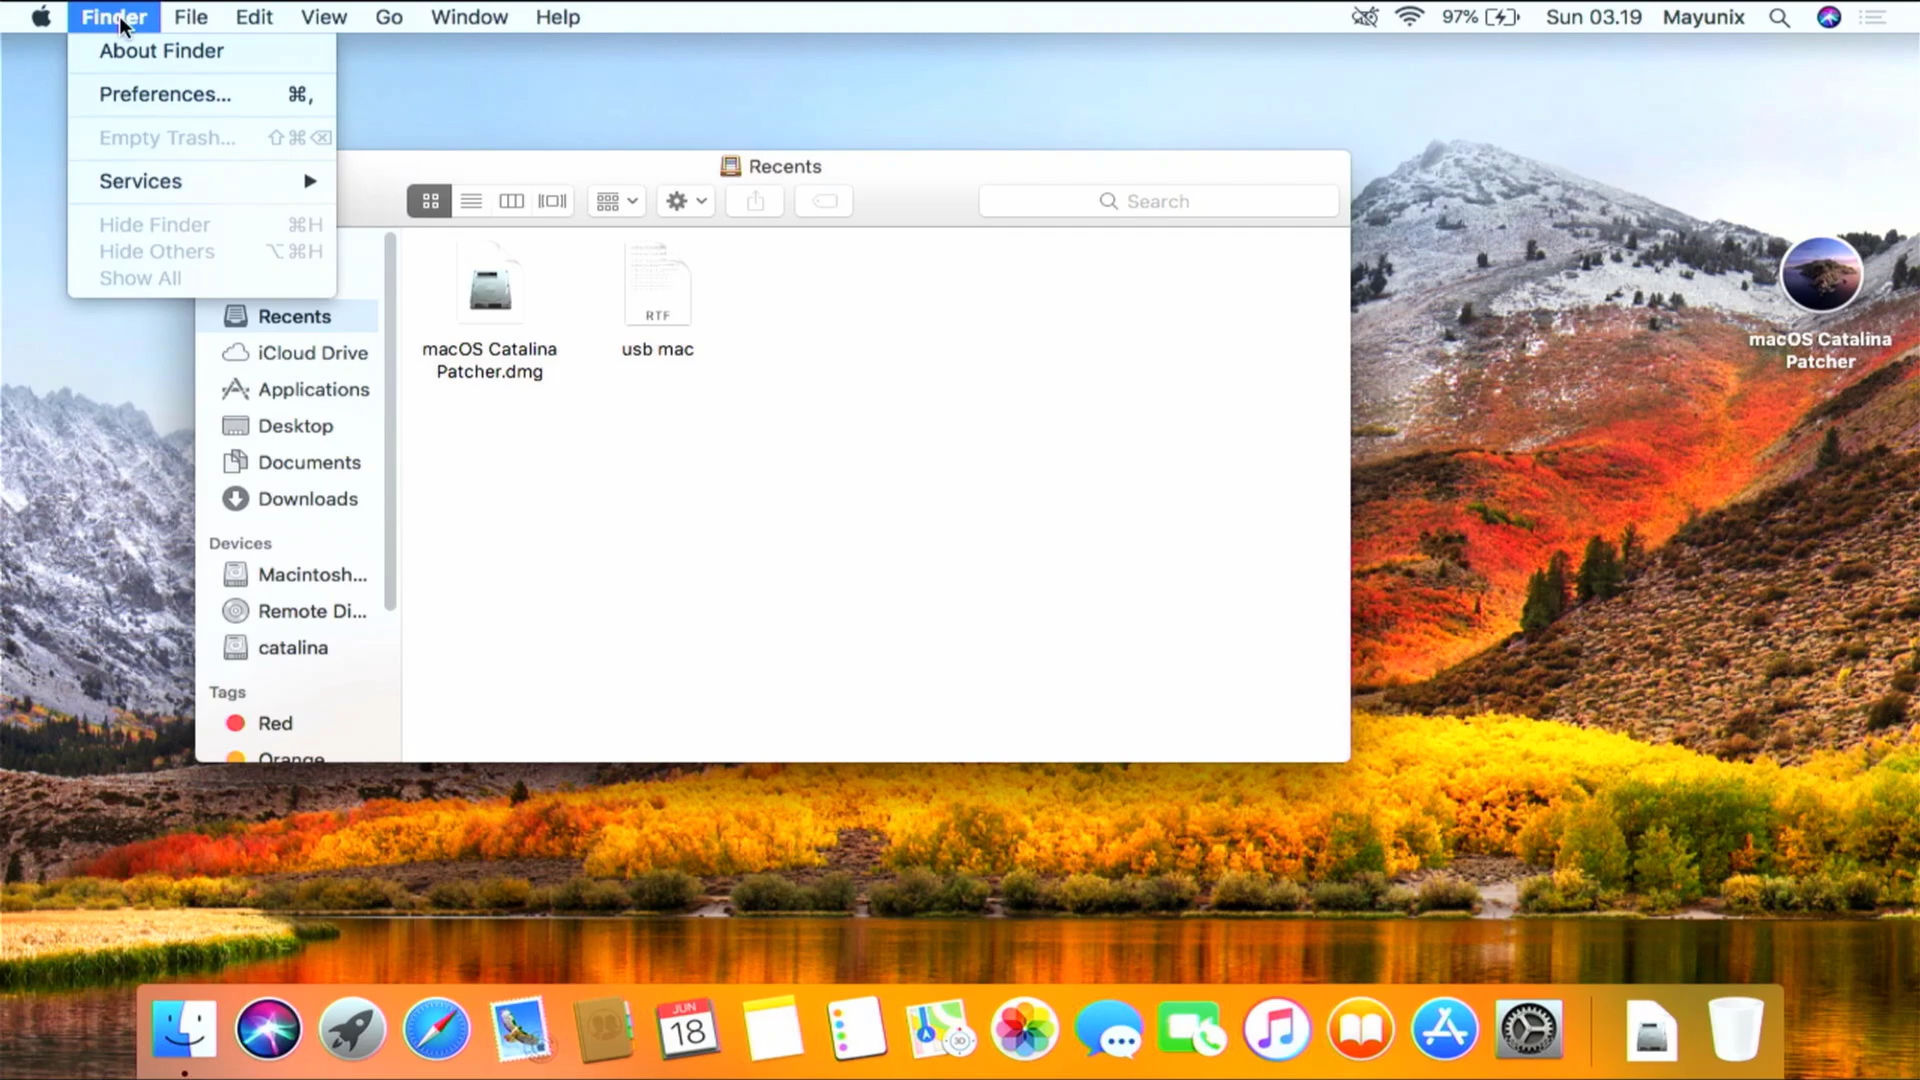 Finder File Edit View Go Window Help 97% Sun 03.19 Mayunix
About Finder
Preferences... ⌘,
Empty Trash... ⇧⌘⌫
Services ▶
Hide Finder ⌘H
Hide Others ⌥⌘H
Show All
Recents
Search
Recents
iCloud Drive
Applications
Desktop
Documents
Downloads
Devices
Macintosh...
Remote Di...
catalina
Tags
Red
Orange
RTF
macOS Catalina
Patcher.dmg
usb mac
macOS Catalina
Patcher
JUN
18